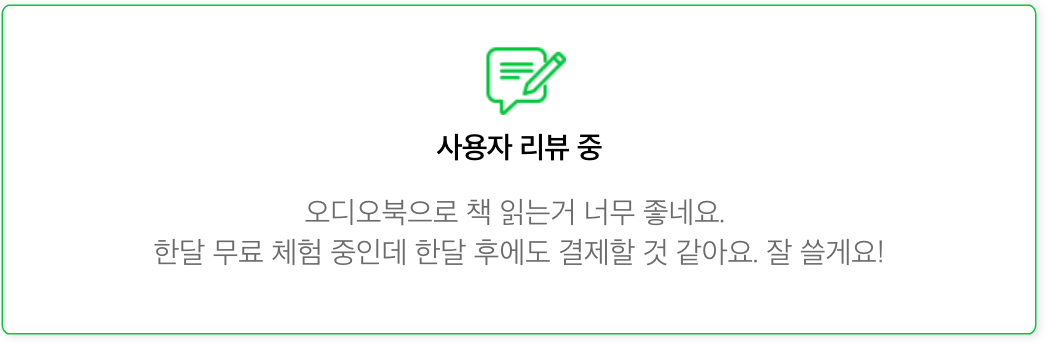 사용자 리뷰 중
오디오북으로 책 읽는거 너무 좋네요.
한달 무료 체험 중인데 한달 후에도 결제할 것 같아요. 잘 쓸게요!